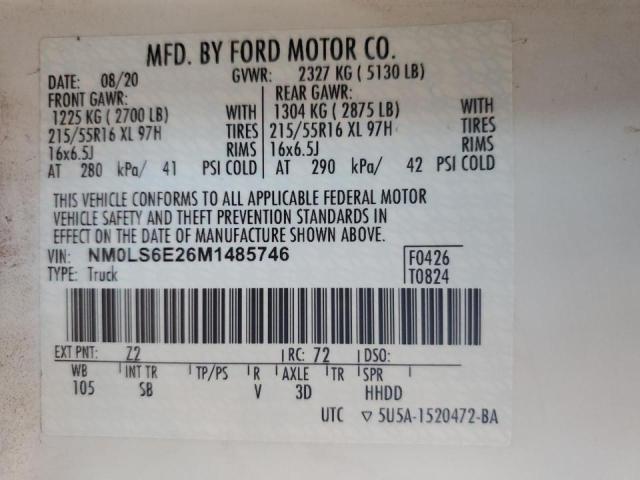 MFD. BY FORD MOTOR CO.
DATE: 08/20 GVWR: 2327 KG ( 5130 LB)
FRONT GAWR: REAR GAWR:
1225 KG ( 2700 LB) WITH 1304 KG ( 2875 LB) WITH
215/55R16 XL 97H TIRES 215/55R16 XL 97H TIRES
16x6.5J RIMS 16x6.5J RIMS
AT 280 kPa/ 41 PSI COLD AT 290 kPa/ 42 PSI COLD
THIS VEHICLE CONFORMS TO ALL APPLICABLE FEDERAL MOTOR
VEHICLE SAFETY AND THEFT PREVENTION STANDARDS IN
EFFECT ON THE DATE OF MANUFACTURE SHOWN ABOVE.
VIN: NM0LS6E26M1485746 F0426
TYPE: Truck T0824
EXT PNT: Z2 RC: 72 DSO:
WB INT TR TP/PS R AXLE TR SPR
105 SB V 3D HHDD
UTC ▽ 5U5A-1520472-BA